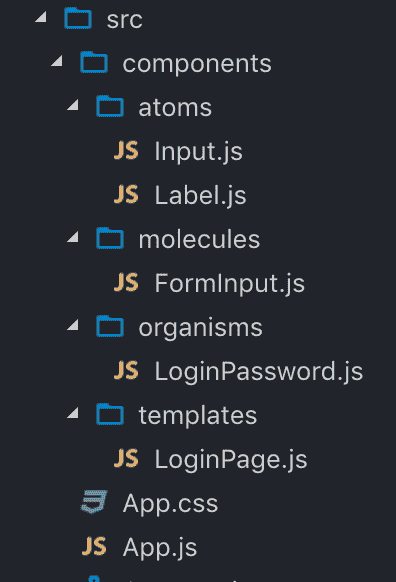 src
components
atoms
JS Input.js
JS Label.js
molecules
JS FormInput.js
organisms
JS LoginPassword.js
templates
JS LoginPage.js
App.css
JS App.js